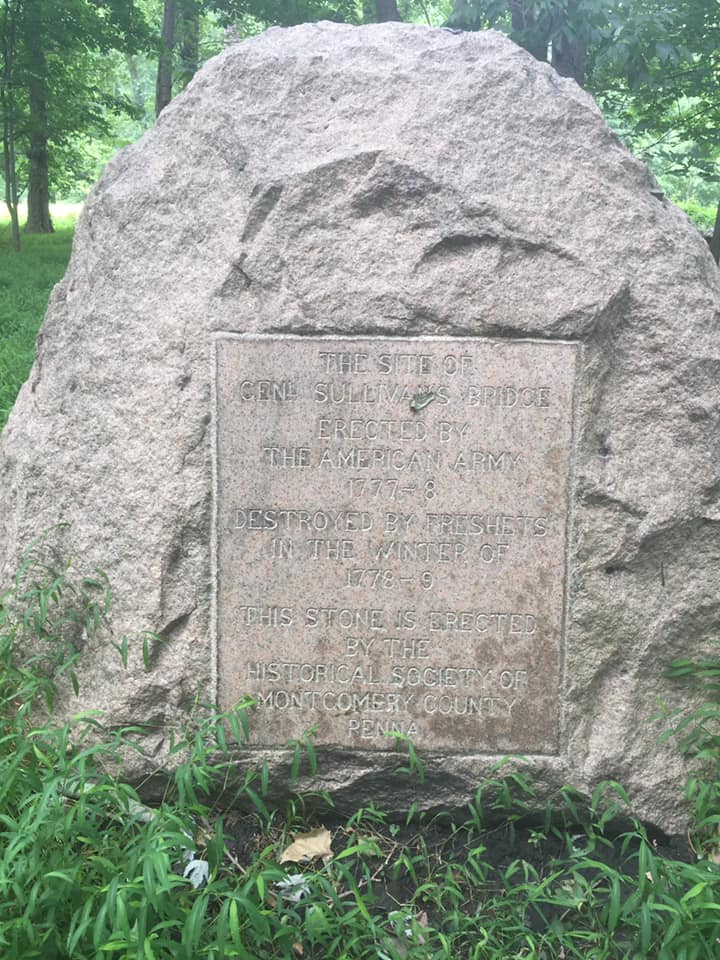 THE SITE OF
GENL SULLIVAN'S BRIDGE
ERECTED BY
THE AMERICAN ARMY
1777-8
DESTROYED BY FRESHETS
IN THE WINTER OF
1778-9
THIS STONE IS ERECTED
BY THE
HISTORICAL SOCIETY OF
MONTGOMERY COUNTY
PENNA